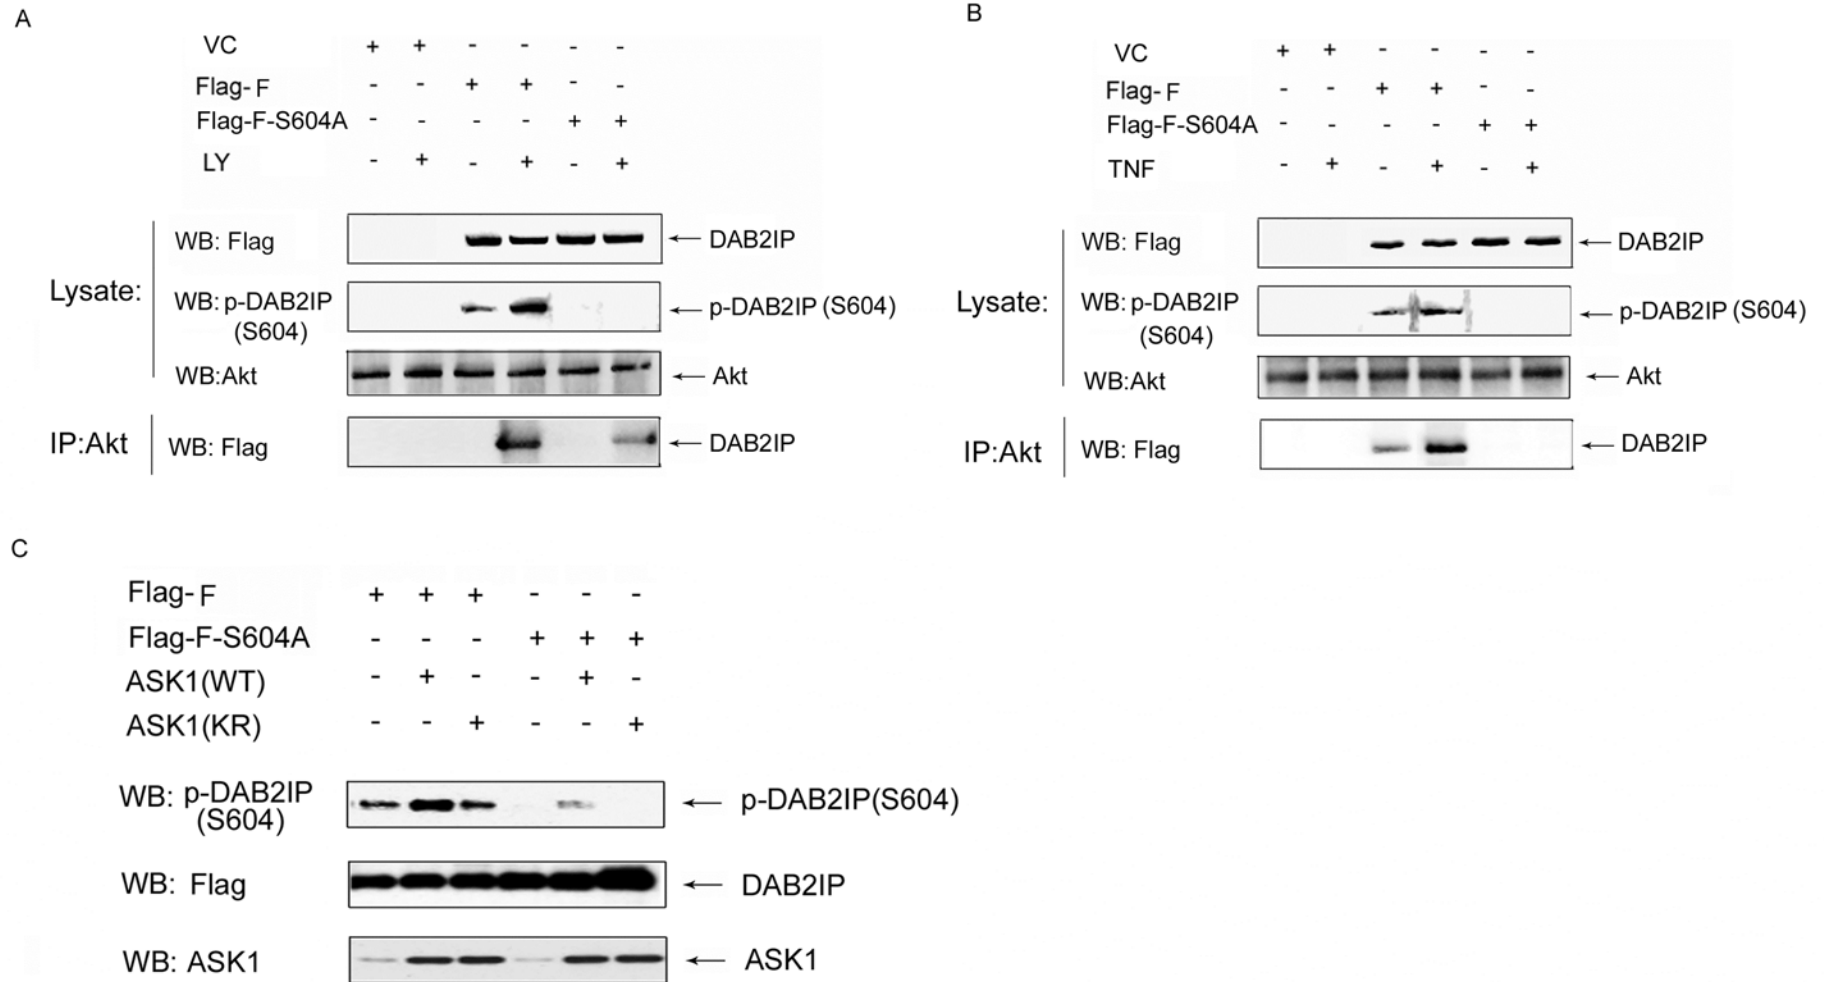 A
VC + + - - - -
Flag-F - - + + - -
Flag-F-S604A - - - - + +
LY - + - + - +
Lysate:
WB: Flag ← DAB2IP
WB: p-DAB2IP (S604) ← p-DAB2IP (S604)
WB:Akt ← Akt
IP:Akt WB: Flag ← DAB2IP
B
VC + + - - - -
Flag-F - - + + - -
Flag-F-S604A - - - - + +
TNF - + - + - +
Lysate:
WB: Flag ← DAB2IP
WB: p-DAB2IP (S604) ← p-DAB2IP (S604)
WB:Akt ← Akt
IP:Akt WB: Flag ← DAB2IP
C
Flag-F + + + - - -
Flag-F-S604A - - - + + +
ASK1(WT) - + - - + -
ASK1(KR) - - + - - +
WB: p-DAB2IP (S604) ← p-DAB2IP(S604)
WB: Flag ← DAB2IP
WB: ASK1 ← ASK1